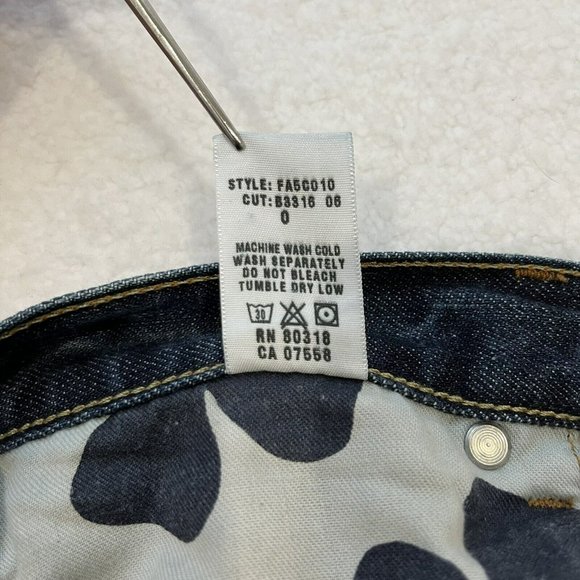 STYLE: FA5C010
CUT: B3316 06
0
MACHINE WASH COLD
WASH SEPARATELY
DO NOT BLEACH
TUMBLE DRY LOW
30
RN 80318
CA 07558